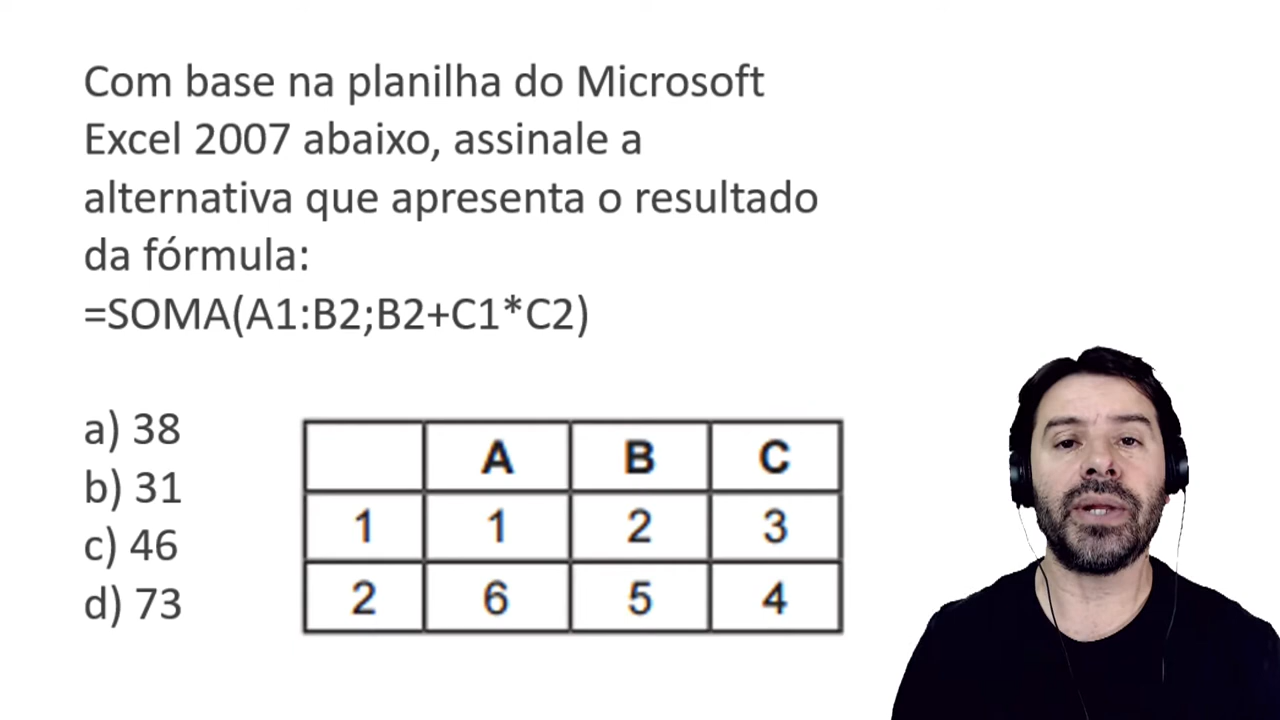 Com base na planilha do Microsoft
Excel 2007 abaixo, assinale a
alternativa que apresenta o resultado
da fórmula:
=SOMA(A1:B2;B2+C1*C2)
a) 38
b) 31
c) 46
d) 73
A B C
1 1 2 3
2 6 5 4